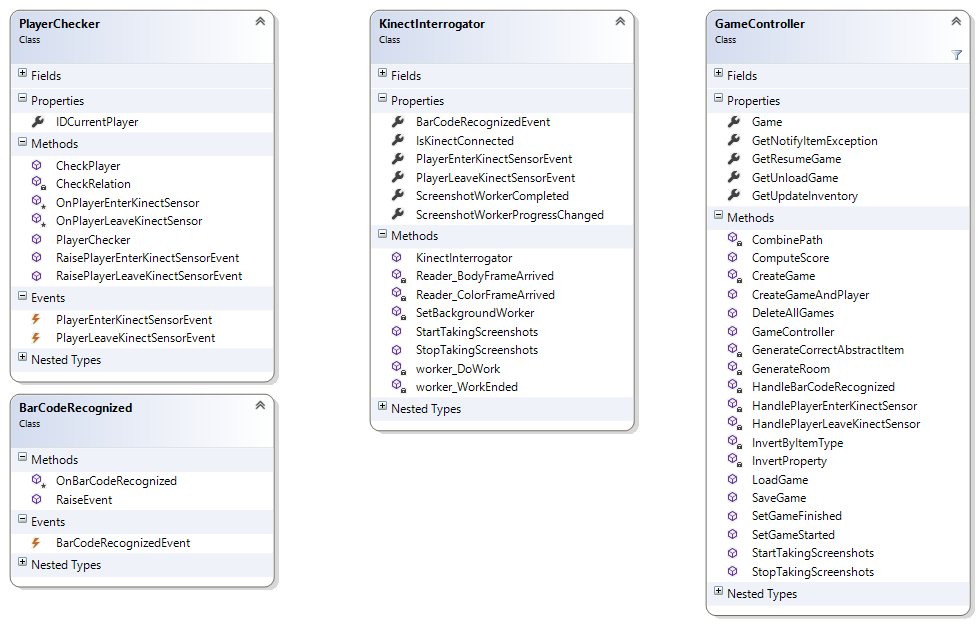 PlayerChecker
Class
Fields
Properties
IDCurrentPlayer
Methods
CheckPlayer
CheckRelation
OnPlayerEnterKinectSensor
OnPlayerLeaveKinectSensor
PlayerChecker
RaisePlayerEnterKinectSensorEvent
RaisePlayerLeaveKinectSensorEvent
Events
PlayerEnterKinectSensorEvent
PlayerLeaveKinectSensorEvent
Nested Types
BarCodeRecognized
Class
Methods
OnBarCodeRecognized
RaiseEvent
Events
BarCodeRecognizedEvent
Nested Types
KinectInterrogator
Class
Fields
Properties
BarCodeRecognizedEvent
IsKinectConnected
PlayerEnterKinectSensorEvent
PlayerLeaveKinectSensorEvent
ScreenshotWorkerCompleted
ScreenshotWorkerProgressChanged
Methods
KinectInterrogator
Reader_BodyFrameArrived
Reader_ColorFrameArrived
SetBackgroundWorker
StartTakingScreenshots
StopTakingScreenshots
worker_DoWork
worker_WorkEnded
Nested Types
GameController
Class
Fields
Properties
Game
GetNotifyItemException
GetResumeGame
GetUnloadGame
GetUpdateInventory
Methods
CombinePath
ComputeScore
CreateGame
CreateGameAndPlayer
DeleteAllGames
GameController
GenerateCorrectAbstractItem
GenerateRoom
HandleBarCodeRecognized
HandlePlayerEnterKinectSensor
HandlePlayerLeaveKinectSensor
InvertByItemType
InvertProperty
LoadGame
SaveGame
SetGameFinished
SetGameStarted
StartTakingScreenshots
StopTakingScreenshots
Nested Types